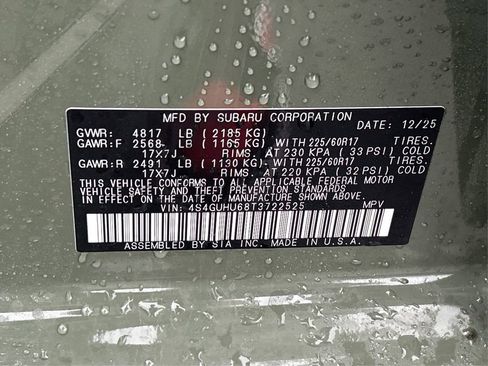 MFD BY SUBARU CORPORATION
GVWR: 4817 LB (2185 KG) DATE: 12/25
GAWR:F 2568- LB (1165 KG)- WITH 225/60R17 TIRES.
17X7J RIMS. AT 230 KPA (33 PSI) COLD
GAWR:R 2491 LB (1130 KG)- WITH 225/60R17 TIRES.
17X7J RIMS. AT 220 KPA (32 PSI) COLD
THIS VEHICLE CONFORMS TO ALL APPLICABLE FEDERAL MOTOR
VEHICLE SAFETY AND THEFT PREVENTION STANDARDS
IN EFFECT ON THE DATE OF MANUFACTURE SHOWN ABOVE.
VIN: 4S4GUHU68T3722525 MPV
ASSEMBLED BY SIA INC. MADE IN U.S.A.